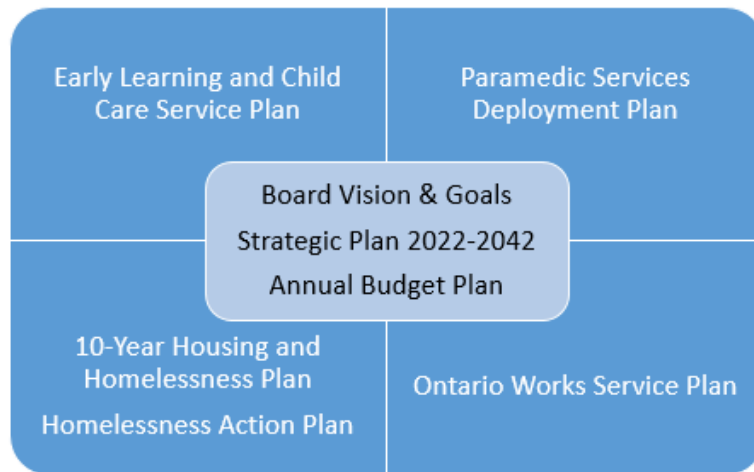 Early Learning and Child
Care Service Plan
Paramedic Services
Deployment Plan
Board Vision & Goals
Strategic Plan 2022-2042
Annual Budget Plan
10-Year Housing and
Homelessness Plan
Homelessness Action Plan
Ontario Works Service Plan